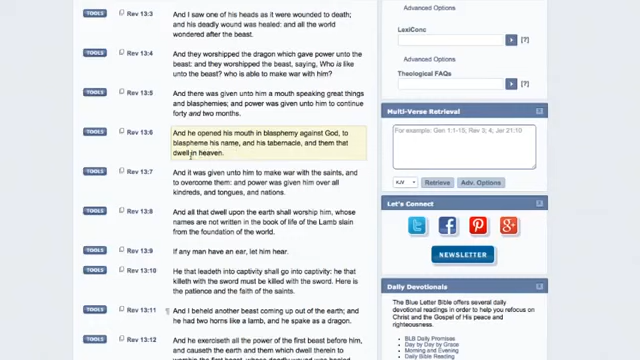 TOOLS Rev 13:3 And I saw one of his heads as it were wounded to death;
and his deadly wound was healed: and all the world
wondered after the beast.
TOOLS Rev 13:4 And they worshipped the dragon which gave power unto the
beast: and they worshipped the beast, saying, Who is like
unto the beast? who is able to make war with him?
TOOLS Rev 13:5 And there was given unto him a mouth speaking great things
and blasphemies; and power was given him to continue
forty and two months.
TOOLS Rev 13:6 And he opened his mouth in blasphemy against God, to
blaspheme his name, and his tabernacle, and them that
dwell in heaven.
TOOLS Rev 13:7 And it was given unto him to make war with the saints, and
to overcome them: and power was given him over all
kindreds, and tongues, and nations.
TOOLS Rev 13:8 And all that dwell upon the earth shall worship him, whose
names are not written in the book of life of the Lamb slain
from the foundation of the world.
TOOLS Rev 13:9 If any man have an ear, let him hear.
TOOLS Rev 13:10 He that leadeth into captivity shall go into captivity: he that
killeth with the sword must be killed with the sword. Here
is the patience and the faith of the saints.
TOOLS Rev 13:11 ¶ And I beheld another beast coming up out of the earth; and
he had two horns like a lamb, and he spake as a dragon.
TOOLS Rev 13:12 And he exerciseth all the power of the first beast before him,
and causeth the earth and them which dwell therein to
Advanced Options
LexiConc
[?]
Advanced Options
Theological FAQs
[?]
Multi-Verse Retrieval
For example: Gen 1:1-15, Rev 3; 4, Jer 21:10
KJV Retrieve Adv. Options
Let's Connect
NEWSLETTER
Daily Devotionals
The Blue Letter Bible offers several daily
devotional readings in order to help you refocus on
Christ and the Gospel of His peace and
righteousness.
BLB Daily Promises
Day by Day by Grace
Morning and Evening
Daily Bible Reading